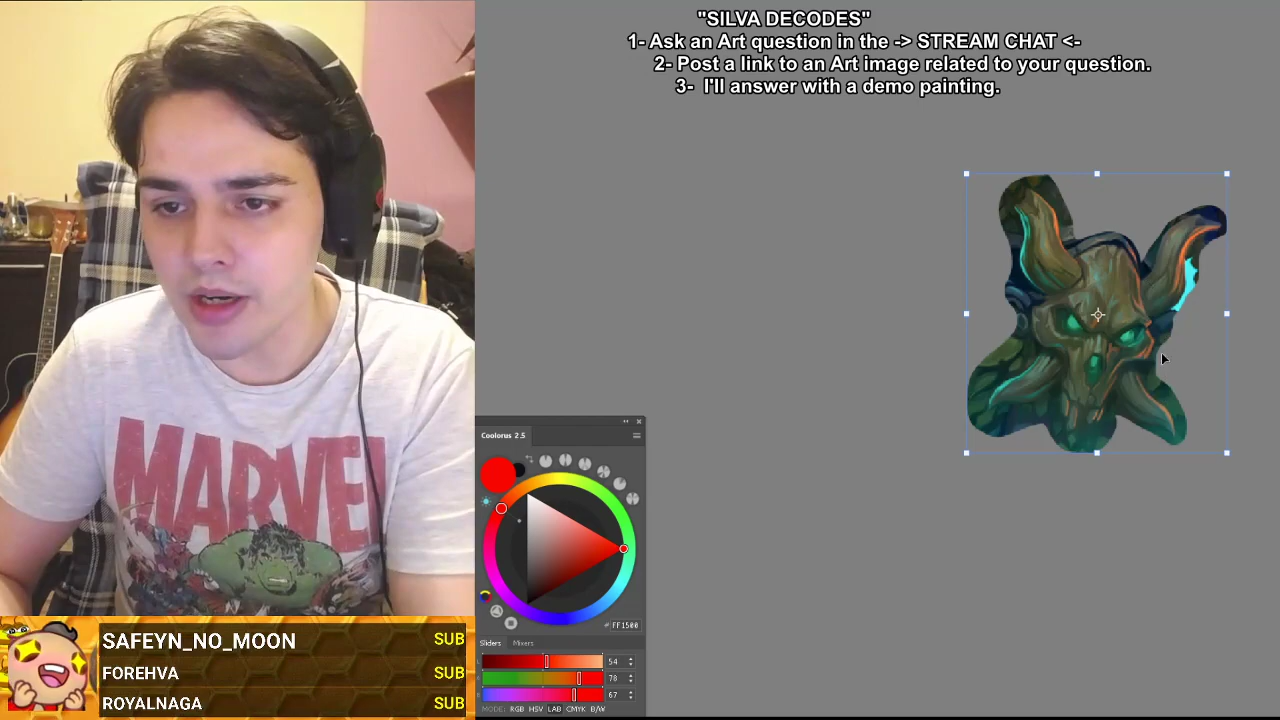 "SILVA DECODES"
1- Ask an Art question in the -> STREAM CHAT <-
2- Post a link to an Art image related to your question.
3- I'll answer with a demo painting.
MARVEL
Coolorus 2.5
# FF1500
Sliders Mixers
54
78
67
MODE: RGB HSV LAB CMYK B/W
SAFEYN_NO_MOON SUB
FOREHVA SUB
ROYALNAGA SUB